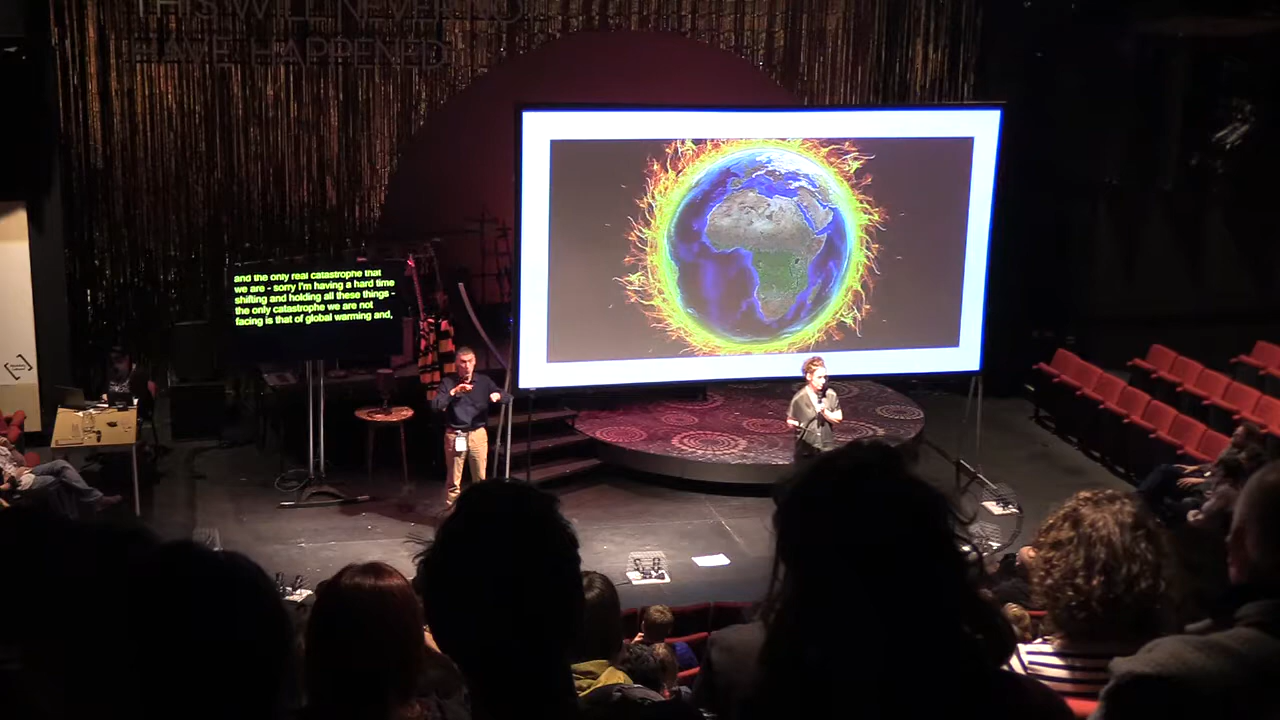 THIS WILL NEVER NOT
HAVE HAPPENED
and the only real catastrophe that
we are - sorry I'm having a hard time
shifting and holding all these things -
the only catastrophe we are not
facing is that of global warming and,